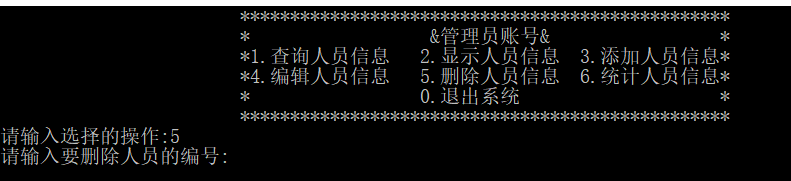 *************************************************
* &管理员账号& *
*1.查询人员信息 2.显示人员信息 3.添加人员信息*
*4.编辑人员信息 5.删除人员信息 6.统计人员信息*
* 0.退出系统 *
*************************************************
请输入选择的操作:5
请输入要删除人员的编号: